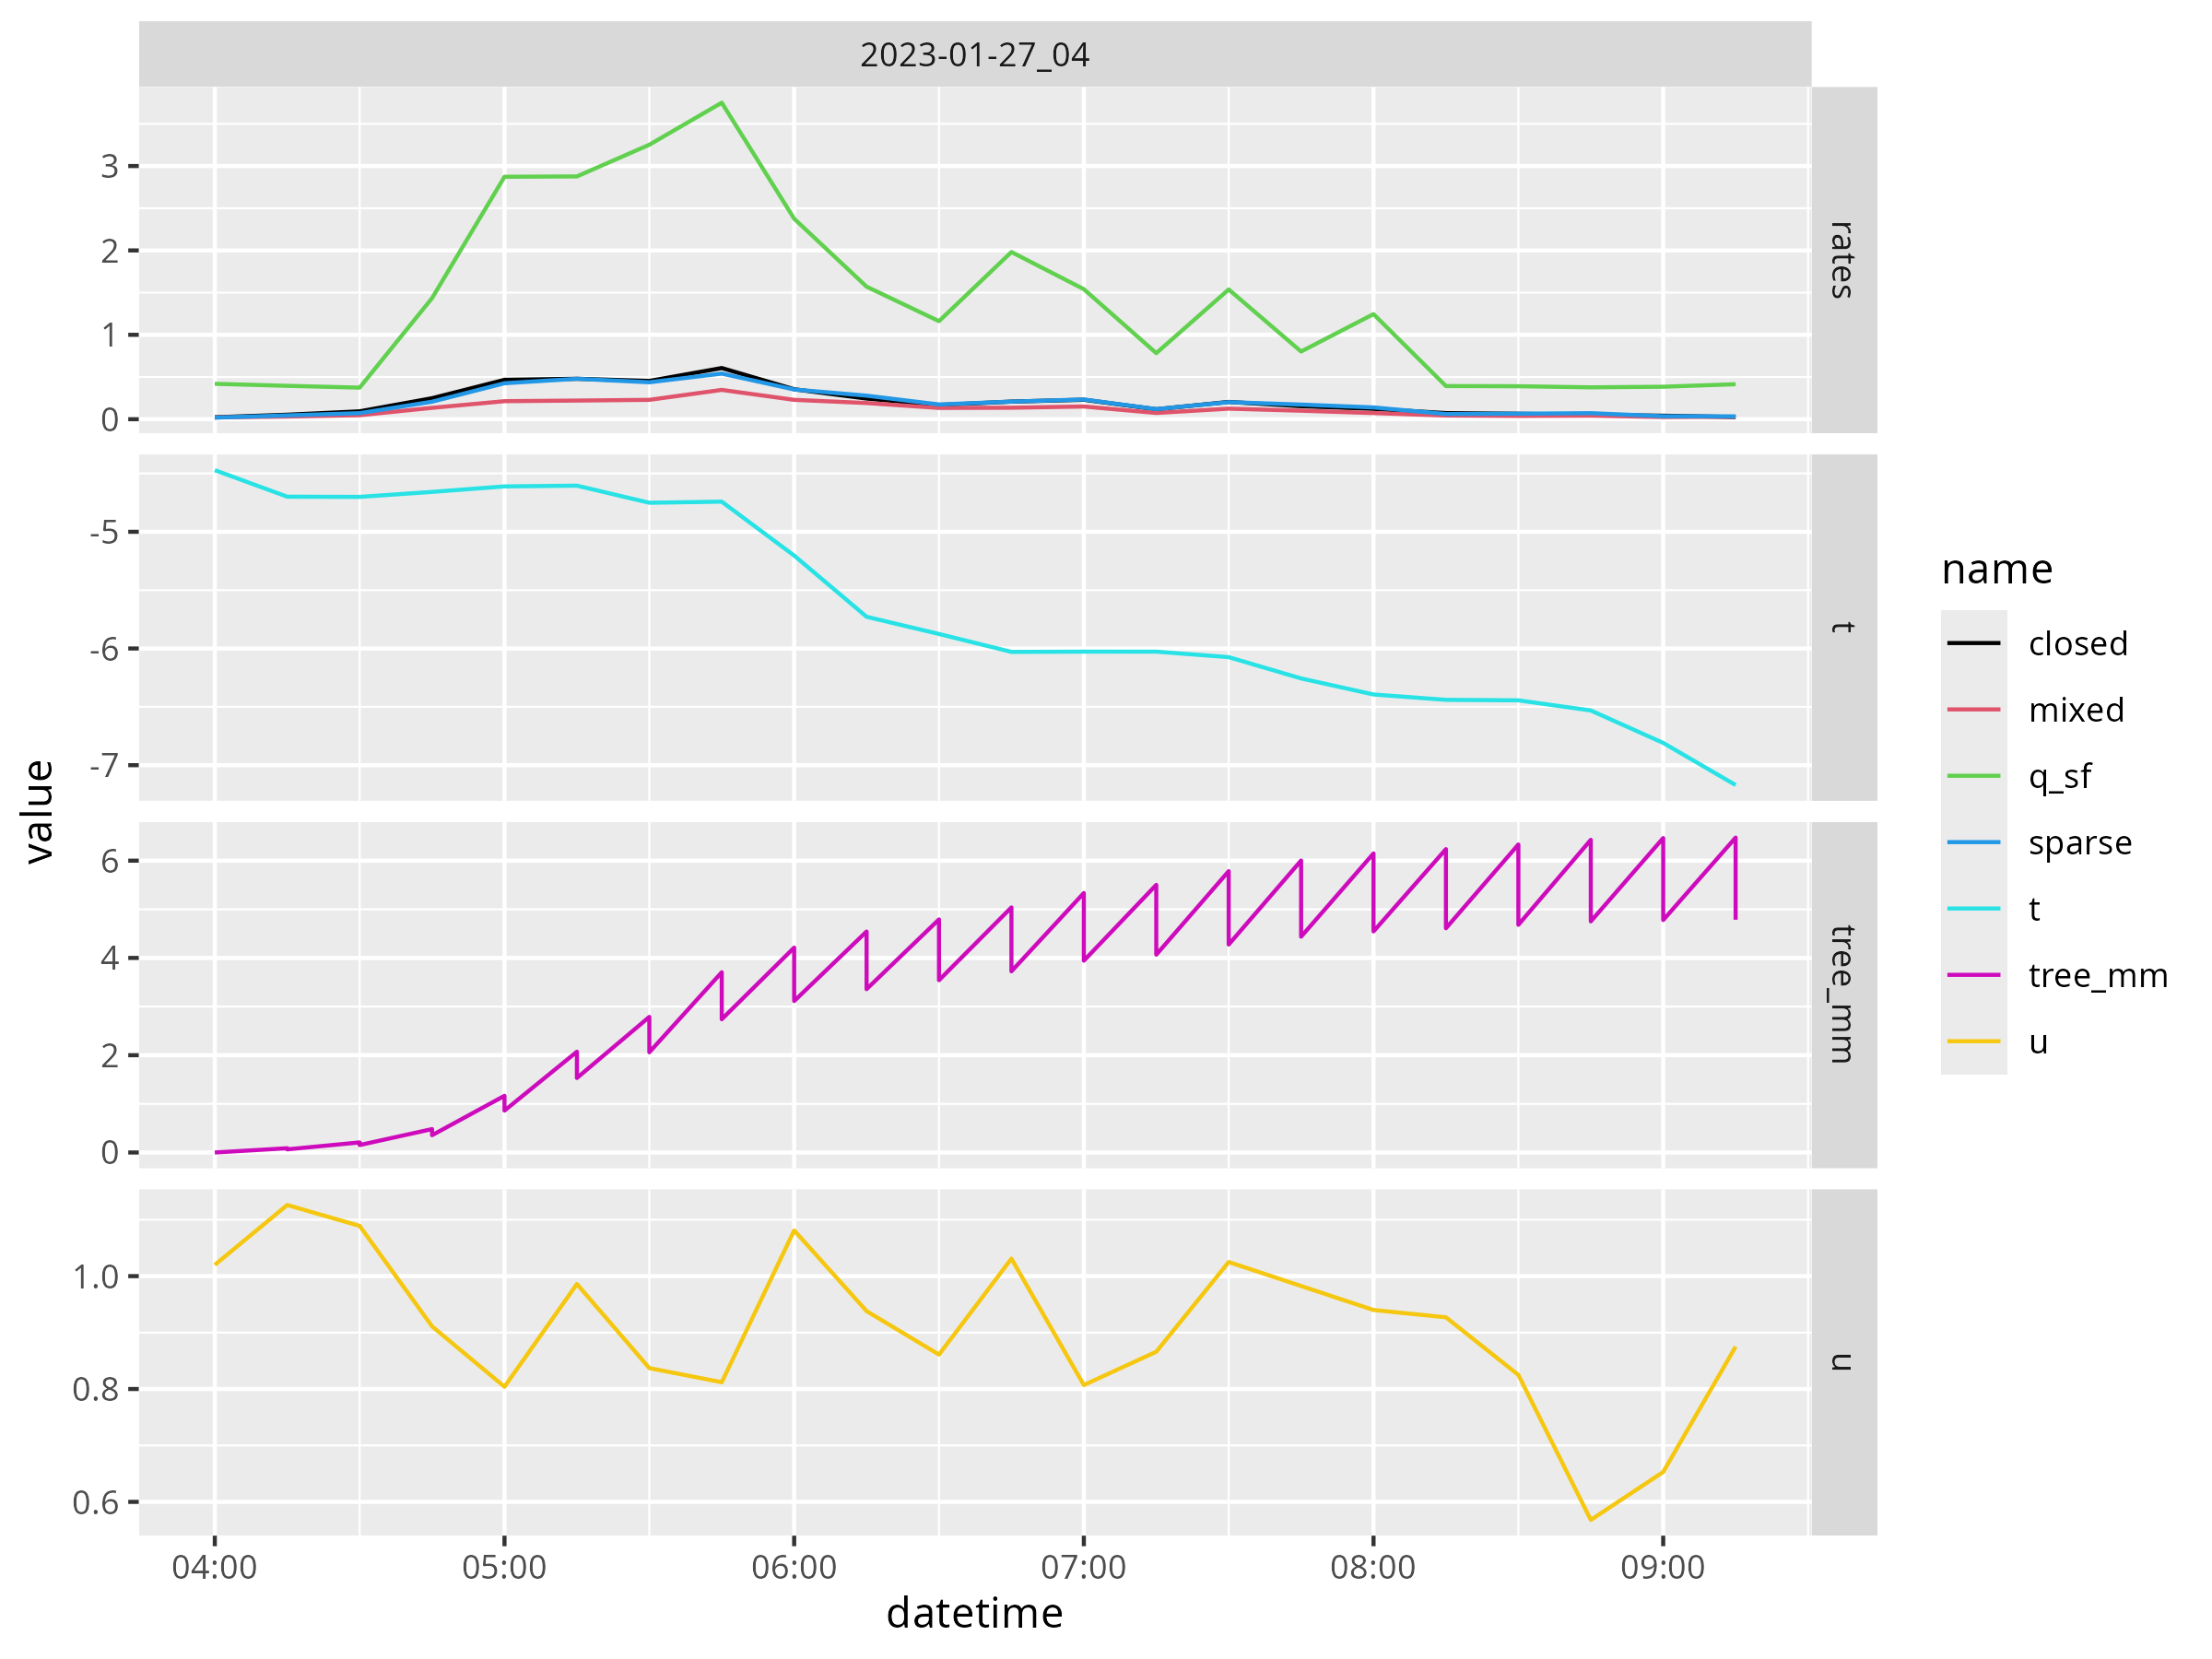 2023-01-27_04
3
2
1
0
rates
-5
-6
-7
t
6
4
2
0
tree_mm
1.0
0.8
0.6
u
04:00 05:00 06:00 07:00 08:00 09:00
datetime
value
name
closed
mixed
q_sf
sparse
t
tree_mm
u